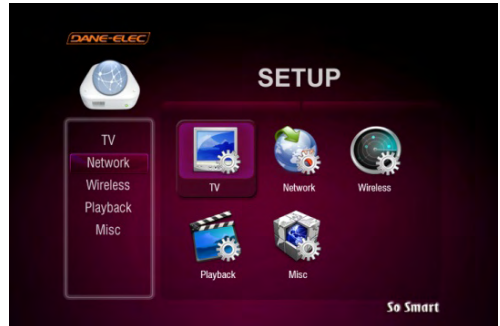 DANE-ELEC
SETUP
TV
Network
Wireless
Playback
Misc
TV
Network
Wireless
Playback
Misc
So Smart